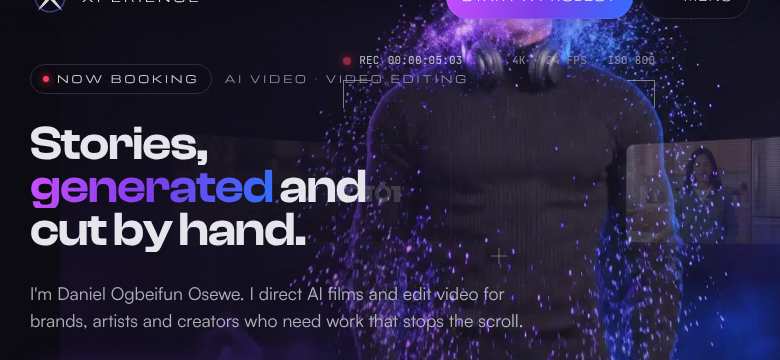 NOW BOOKING
AI VIDEO · VIDEO EDITING
REC 00:00:05:03
4K · 24 FPS
ISO 800
Stories,
generated and
cut by hand.
I'm Daniel Ogbeifun Osewe. I direct AI films and edit video for
brands, artists and creators who need work that stops the scroll.